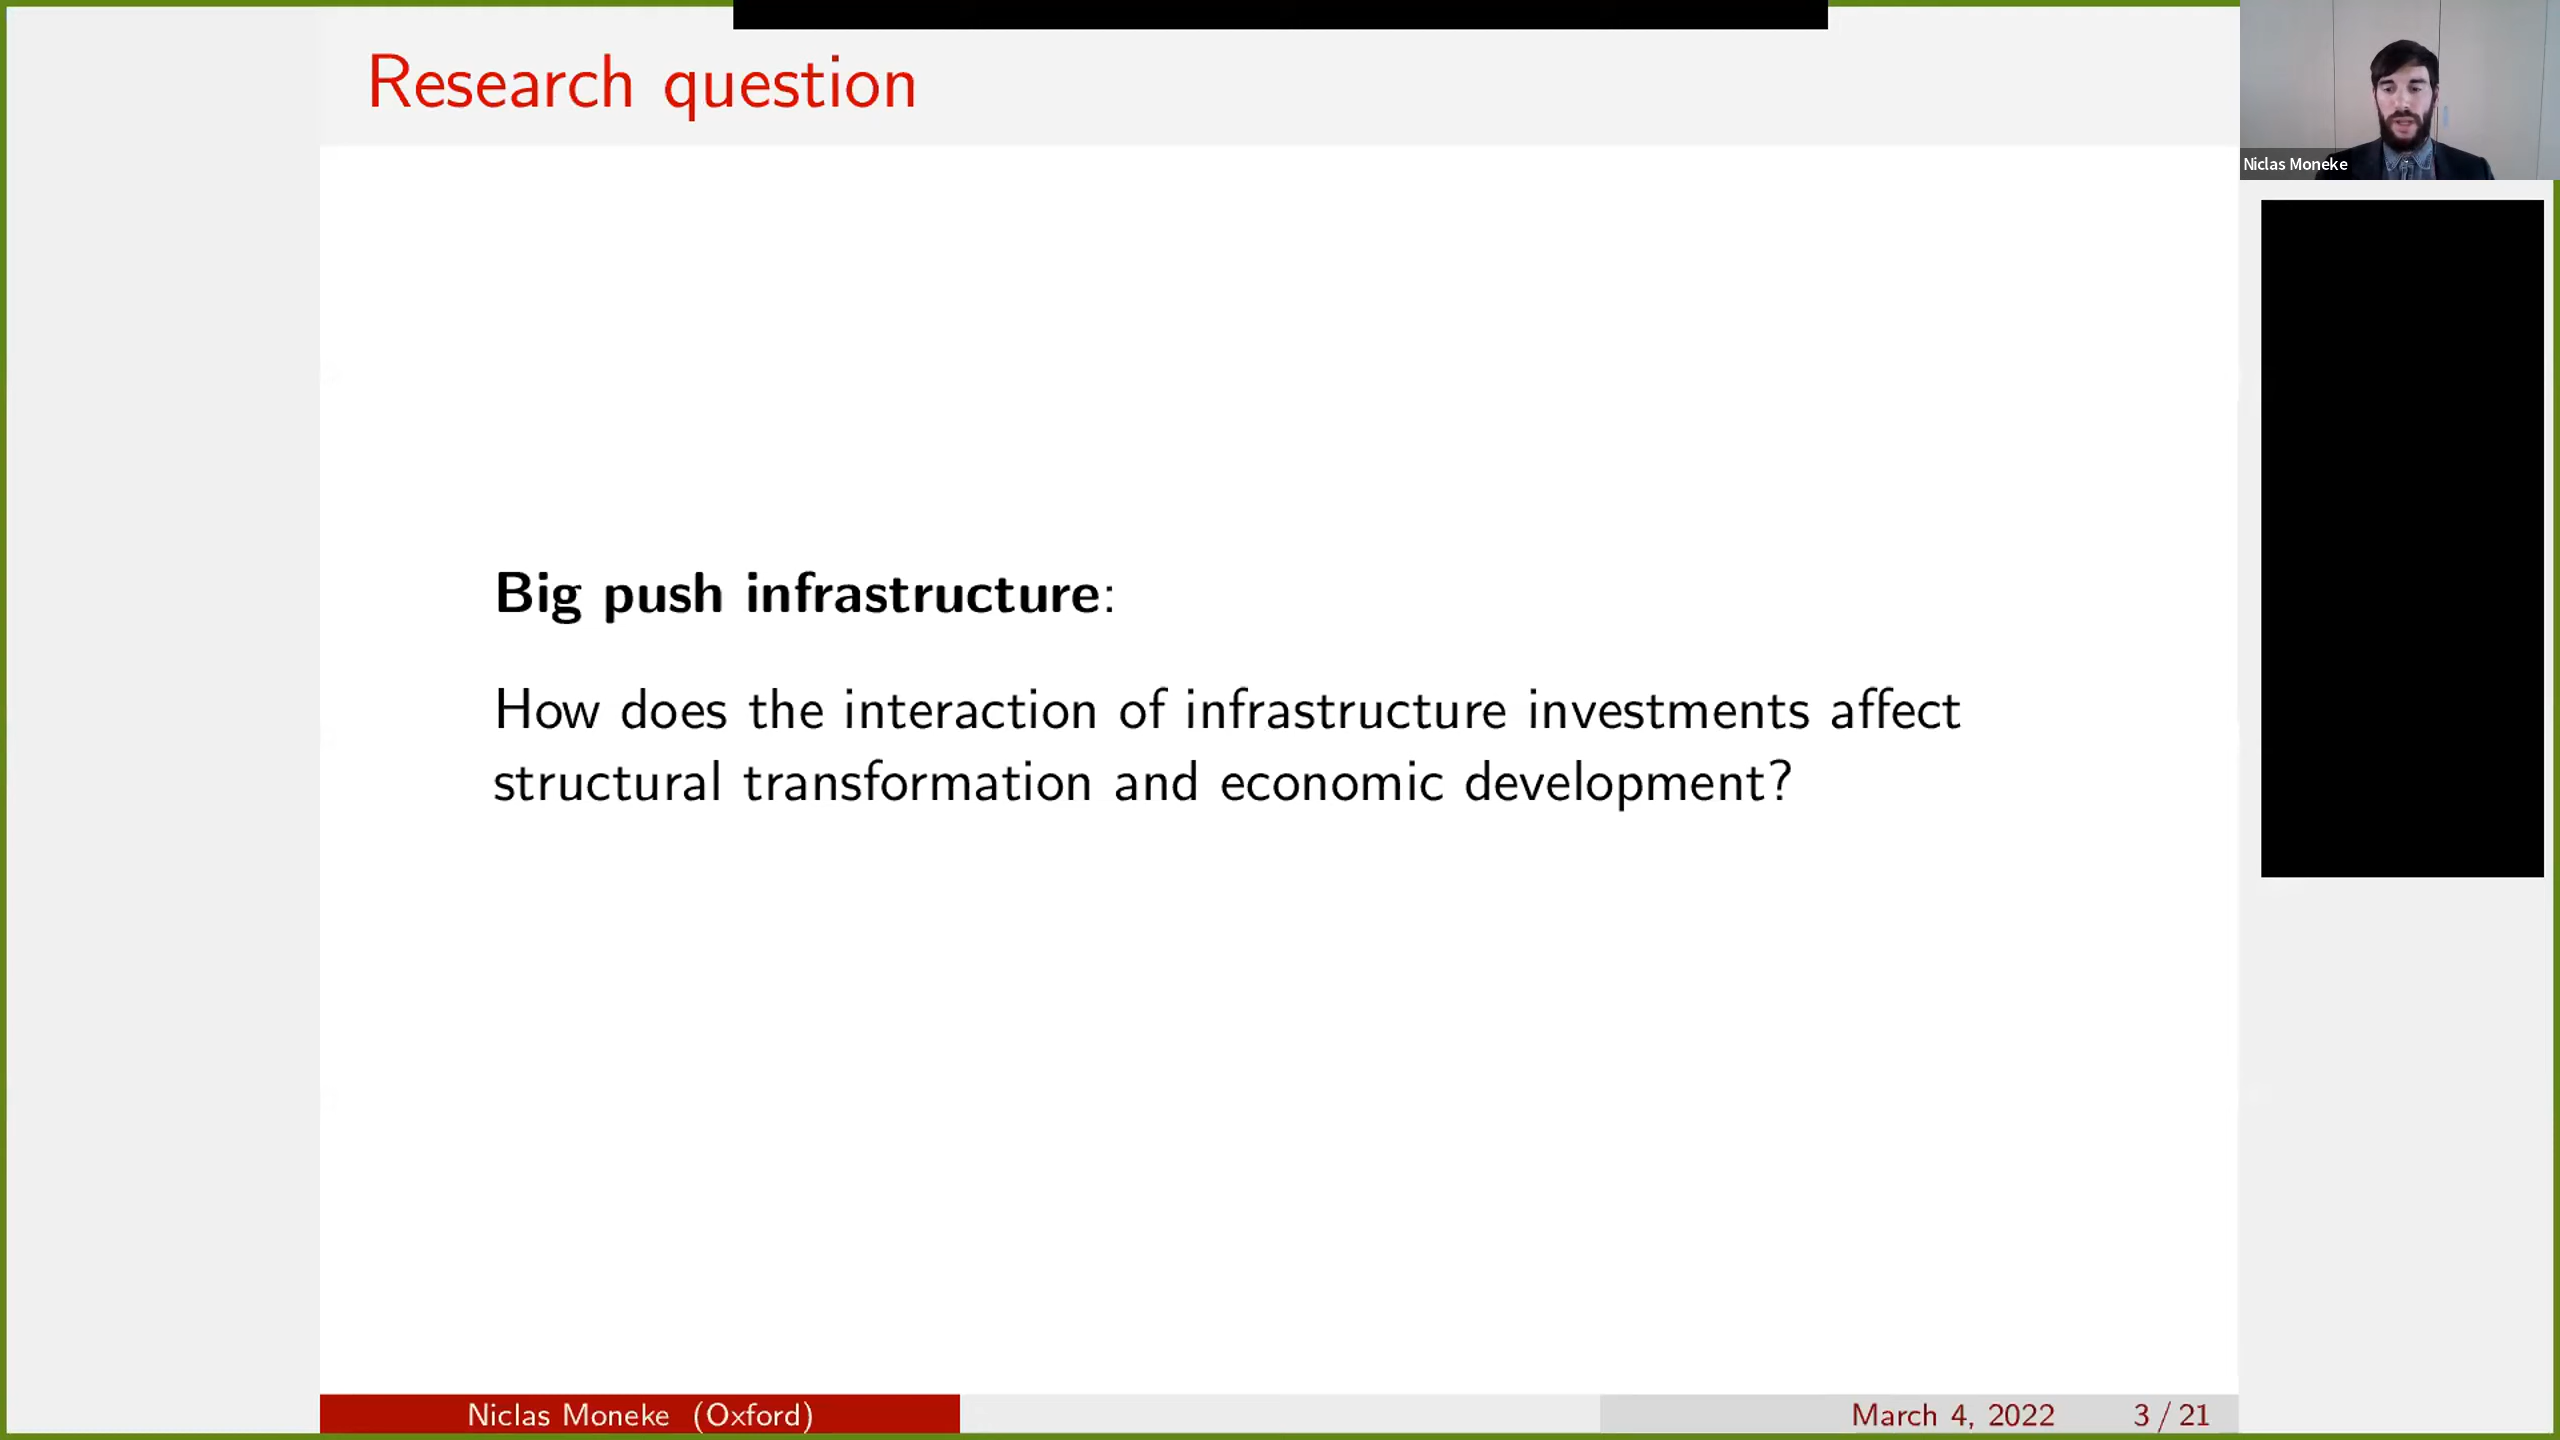 Research question
Niclas Moneke
Big push infrastructure:
How does the interaction of infrastructure investments affect
structural transformation and economic development?
Niclas Moneke (Oxford)
March 4, 2022
3 / 21